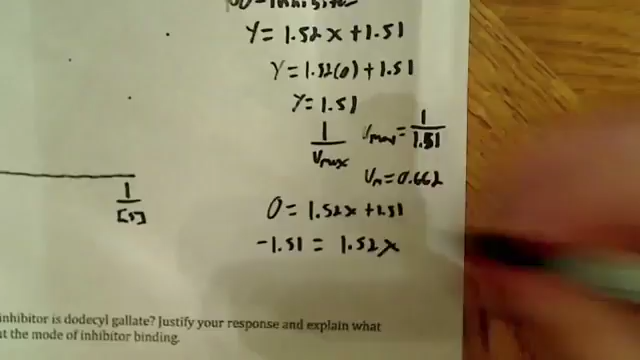 No-Inhibitor
Y = 1.52x + 1.51
Y = 1.52(0) + 1.51
Y = 1.51
1/Vmax Vmax = 1/1.51
Vm = 0.662
1/[S]
0 = 1.52x + 1.51
-1.51 = 1.52x
inhibitor is dodecyl gallate? Justify your response and explain what
t the mode of inhibitor binding.